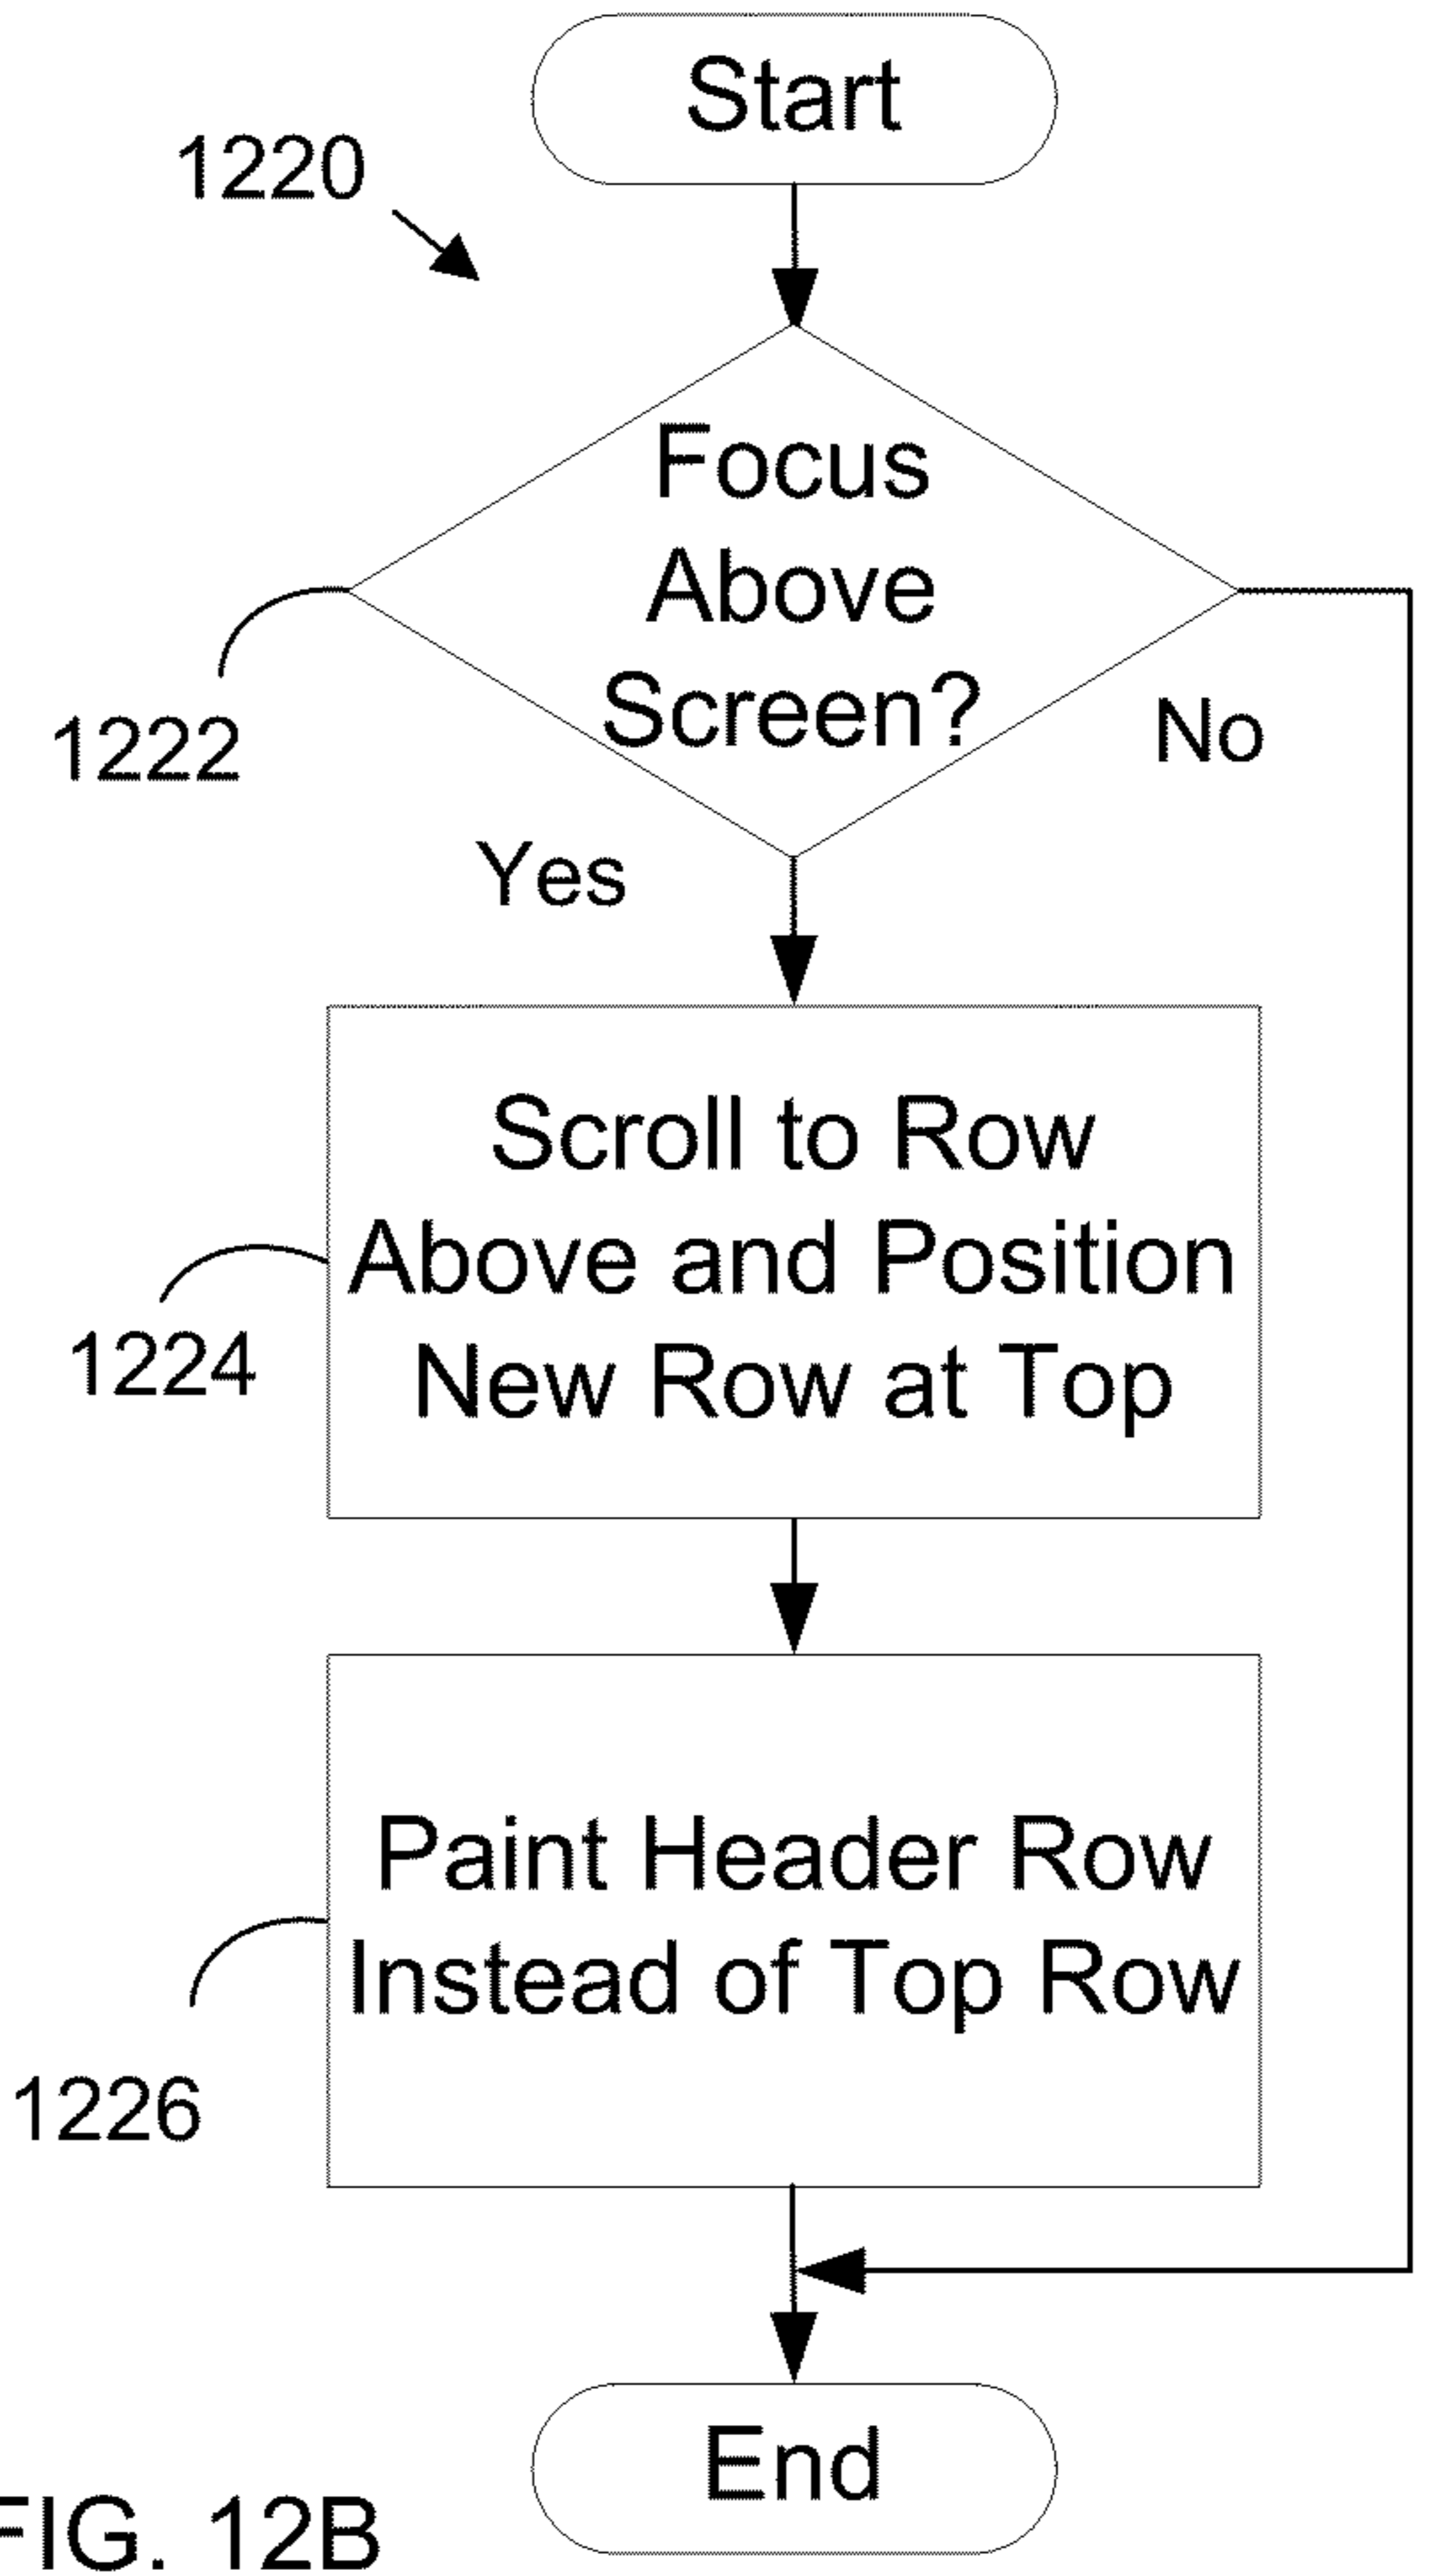 Start
1220
Focus
Above
Screen?
1222
No
Yes
Scroll to Row
Above and Position
New Row at Top
1224
Paint Header Row
Instead of Top Row
1226
End
FIG. 12B